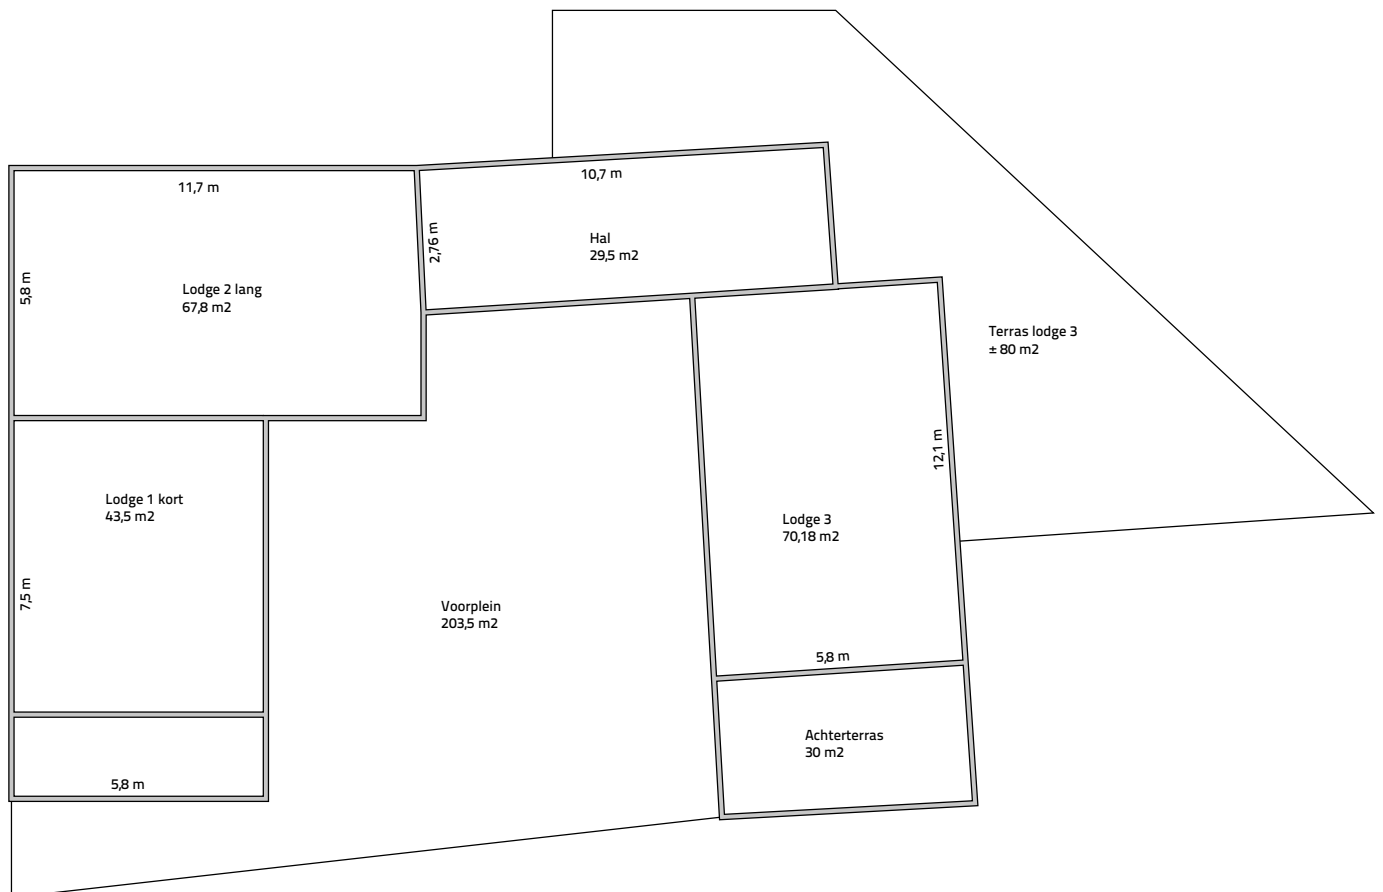 11,7 m
10,7 m
2,76 m
Hal
29,5 m2
5,8 m
Lodge 2 lang
67,8 m2
Terras lodge 3
± 80 m2
12,1 m
Lodge 1 kort
43,5 m2
Lodge 3
70,18 m2
7,5 m
Voorplein
203,5 m2
5,8 m
Achterterras
30 m2
5,8 m